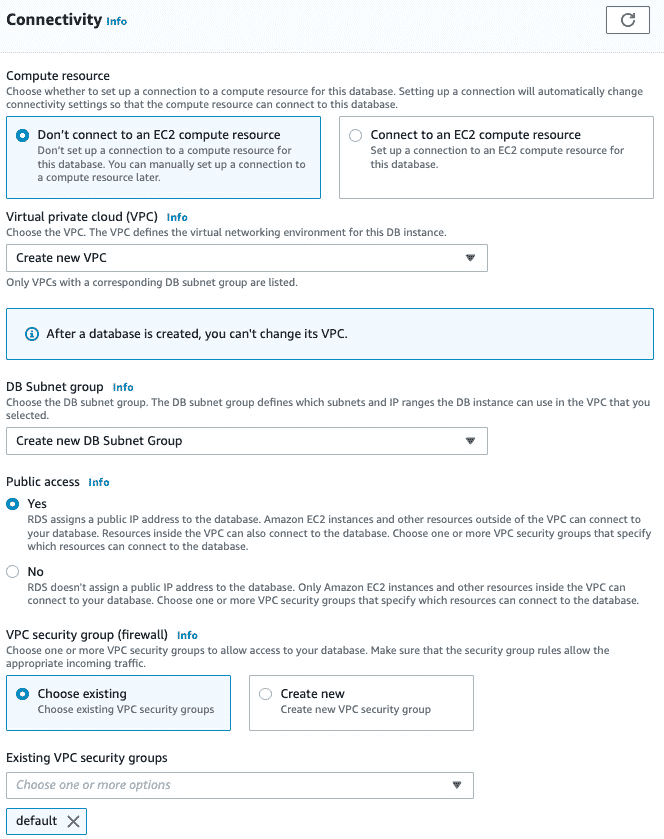 Connectivity Info
Compute resource
Choose whether to set up a connection to a compute resource for this database. Setting up a connection will automatically change
connectivity settings so that the compute resource can connect to this database.
Don't connect to an EC2 compute resource
Don't set up a connection to a compute resource for
this database. You can manually set up a connection to
a compute resource later.
Connect to an EC2 compute resource
Set up a connection to an EC2 compute resource for
this database.
Virtual private cloud (VPC) Info
Choose the VPC. The VPC defines the virtual networking environment for this DB instance.
Create new VPC
Only VPCs with a corresponding DB subnet group are listed.
After a database is created, you can't change its VPC.
DB Subnet group Info
Choose the DB subnet group. The DB subnet group defines which subnets and IP ranges the DB instance can use in the VPC that you
selected.
Create new DB Subnet Group
Public access Info
Yes
RDS assigns a public IP address to the database. Amazon EC2 instances and other resources outside of the VPC can connect to
your database. Resources inside the VPC can also connect to the database. Choose one or more VPC security groups that specify
which resources can connect to the database.
No
RDS doesn't assign a public IP address to the database. Only Amazon EC2 instances and other resources inside the VPC can
connect to your database. Choose one or more VPC security groups that specify which resources can connect to the database.
VPC security group (firewall) Info
Choose one or more VPC security groups to allow access to your database. Make sure that the security group rules allow the
appropriate incoming traffic.
Choose existing
Choose existing VPC security groups
Create new
Create new VPC security group
Existing VPC security groups
Choose one or more options
default